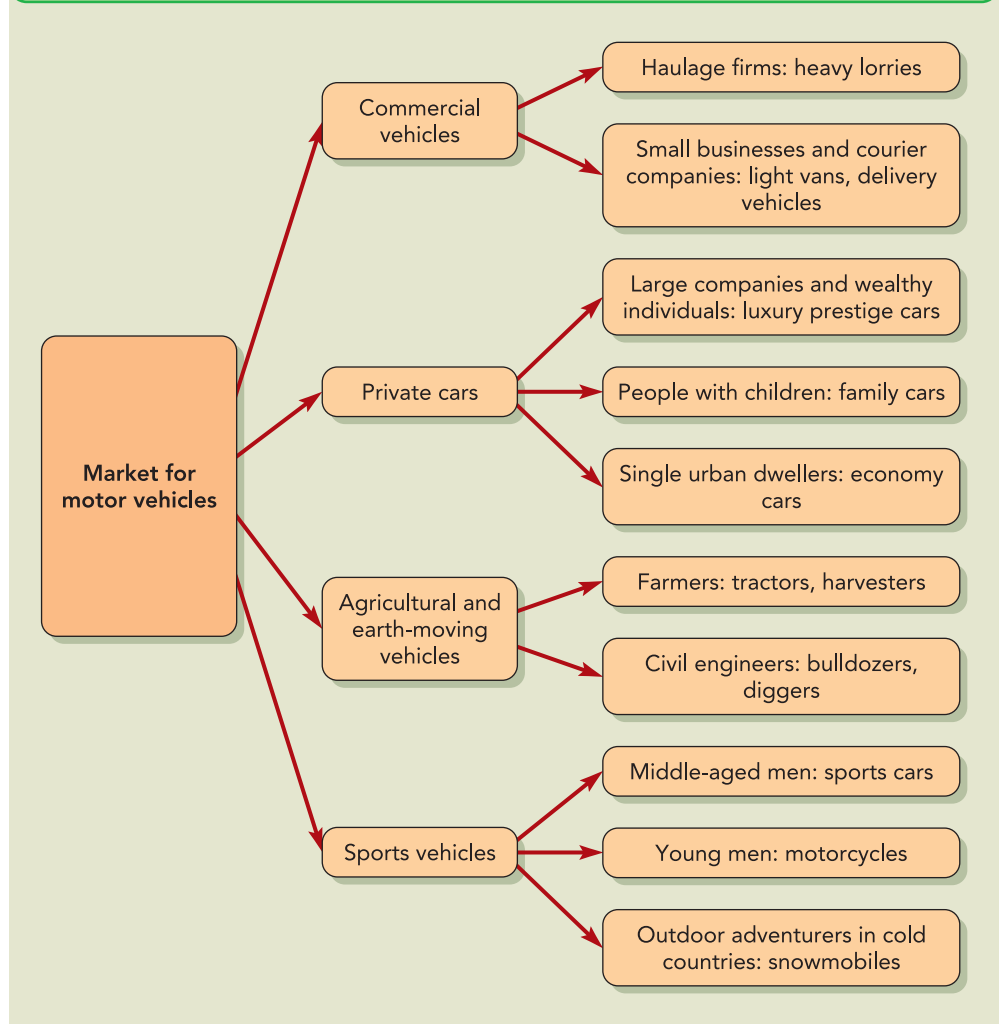 Market for
motor vehicles
Commercial
vehicles
Haulage firms: heavy lorries
Small businesses and courier
companies: light vans, delivery
vehicles
Private cars
Large companies and wealthy
individuals: luxury prestige cars
People with children: family cars
Single urban dwellers: economy
cars
Agricultural and
earth-moving
vehicles
Farmers: tractors, harvesters
Civil engineers: bulldozers,
diggers
Sports vehicles
Middle-aged men: sports cars
Young men: motorcycles
Outdoor adventurers in cold
countries: snowmobiles